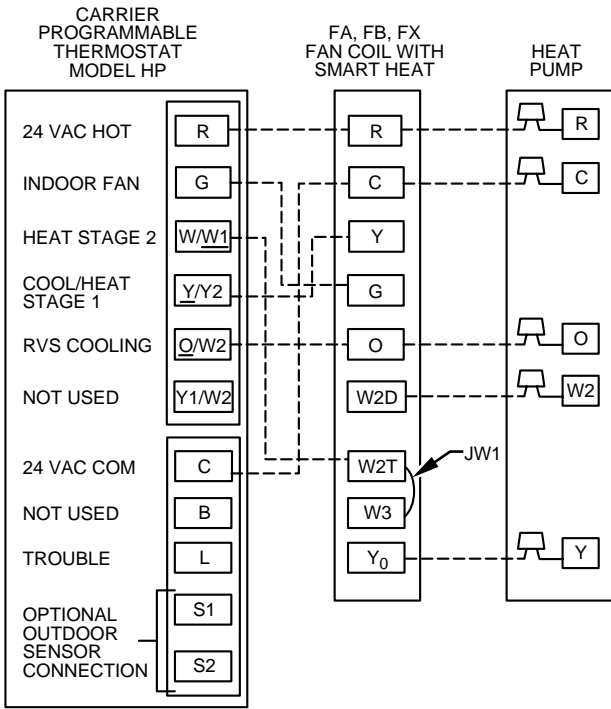 CARRIER
PROGRAMMABLE
THERMOSTAT
MODEL HP
FA, FB, FX
FAN COIL WITH
SMART HEAT
HEAT
PUMP
24 VAC HOT
R
R
R
INDOOR FAN
G
C
C
HEAT STAGE 2
W/W1
Y
COOL/HEAT
STAGE 1
Y/Y2
G
RVS COOLING
O/W2
O
O
NOT USED
Y1/W2
W2D
W2
24 VAC COM
C
W2T
JW1
NOT USED
B
W3
TROUBLE
L
Y0
Y
OPTIONAL
OUTDOOR
SENSOR
CONNECTION
S1
S2